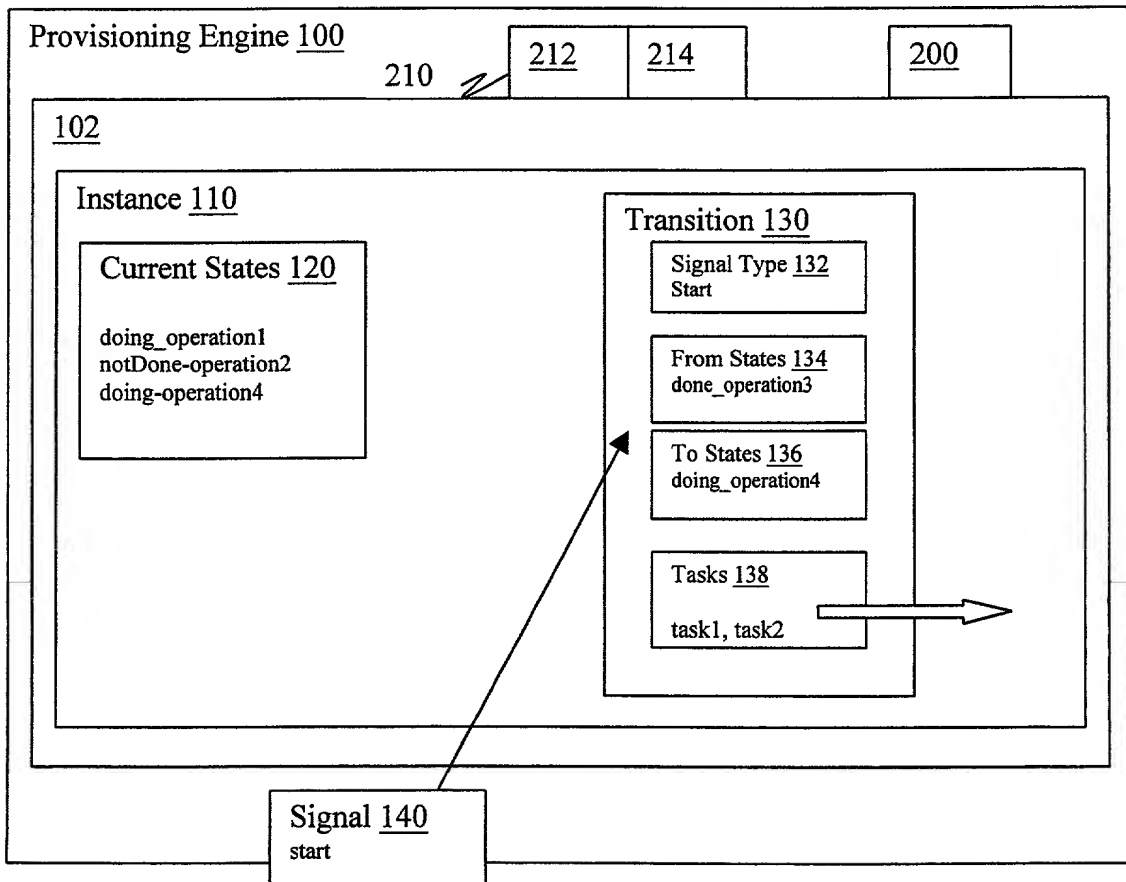 Provisioning Engine 100
210
212
214
200
102
Instance 110
Current States 120
doing_operation1
notDone-operation2
doing-operation4
Transition 130
Signal Type 132
Start
From States 134
done_operation3
To States 136
doing_operation4
Tasks 138
task1, task2
Signal 140
start